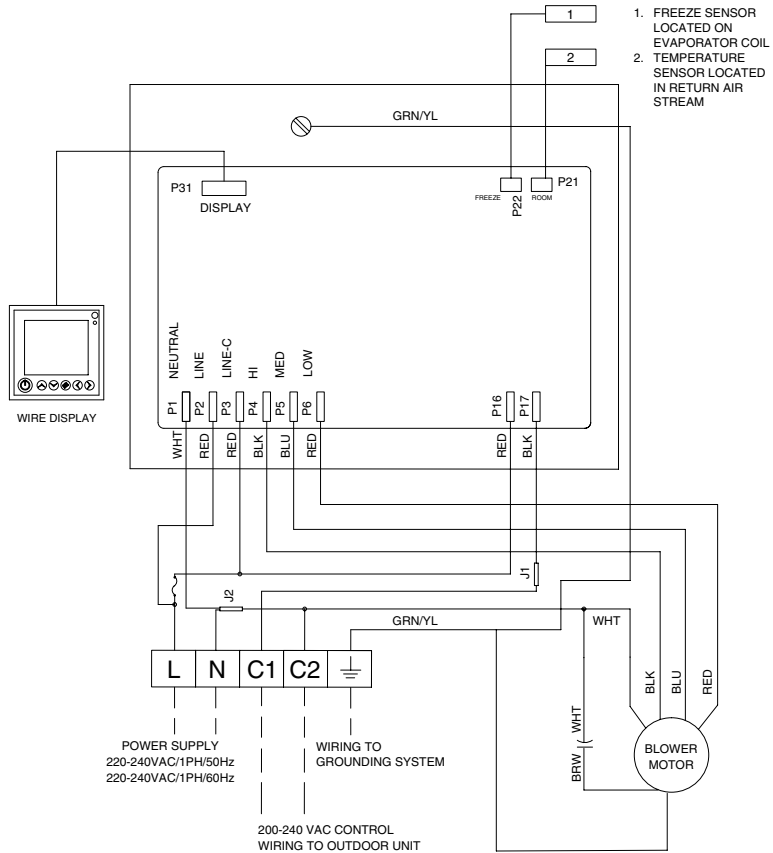 1
2
1. FREEZE SENSOR
LOCATED ON
EVAPORATOR COIL
2. TEMPERATURE
SENSOR LOCATED
IN RETURN AIR
STREAM
GRN/YL
P31
DISPLAY
FREEZE
P22
ROOM
P21
WIRE DISPLAY
NEUTRAL
LINE
LINE-C
HI
MED
LOW
P1
P2
P3
P4
P5
P6
P16
P17
WHT
RED
RED
BLK
BLU
RED
RED
BLK
J1
J2
GRN/YL
WHT
L
N
C1
C2
BLK
BLU
RED
WHT
BRW
BLOWER
MOTOR
POWER SUPPLY
220-240VAC/1PH/50Hz
220-240VAC/1PH/60Hz
WIRING TO
GROUNDING SYSTEM
200-240 VAC CONTROL
WIRING TO OUTDOOR UNIT